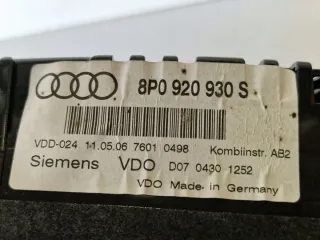 8P0 920 930 S
VDD-024 11.05.06 7601 0498 Kombiinstr. AB2
Siemens VDO D07 0430 1252
VDO Made in Germany